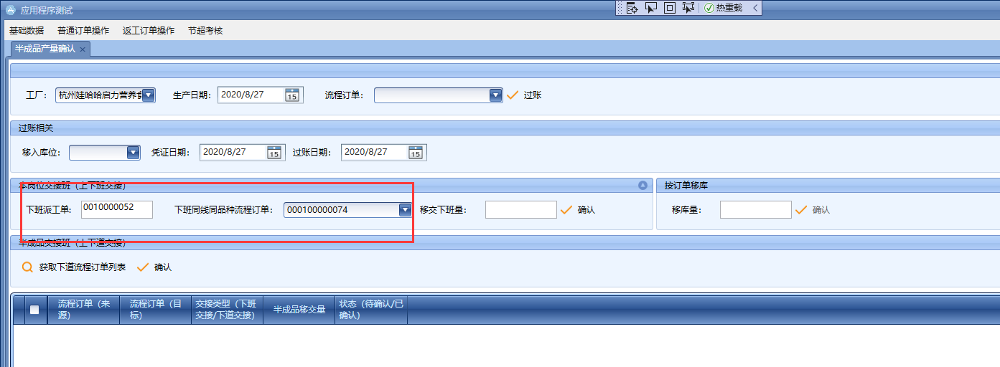 应用程序测试
热重载
基础数据 普通订单操作 返工订单操作 节超考核
半成品产量确认
工厂: 杭州娃哈哈启力营养 生产日期: 2020/8/27 15 流程订单: 过账
过账相关
移入库位: 凭证日期: 2020/8/27 15 过账日期: 2020/8/27 15
本岗位交接班（上下班交接） 按订单移库
下班派工单: 0010000052 下班同线同品种流程订单: 000100000074 移交下班量: 确认 移库量: 确认
半成品交接班（上下道交接）
获取下道流程订单列表 确认
流程订单（来源） 流程订单（目标） 交接类型（下班交接/下道交接） 半成品移交量 状态（待确认/已确认）